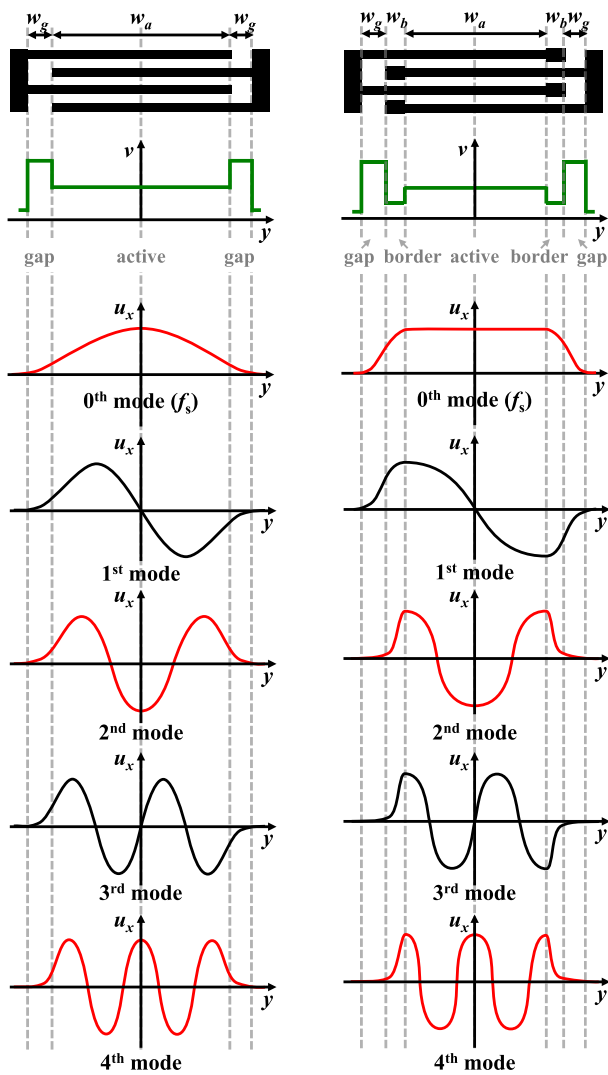 w_g w_a w_g
v
y
gap active gap
u_x
y
0th mode (f_s)
u_x
y
1st mode
u_x
y
2nd mode
u_x
y
3rd mode
u_x
y
4th mode
w_g w_b w_a w_b w_g
v
y
gap border active border gap
u_x
y
0th mode (f_s)
u_x
y
1st mode
u_x
y
2nd mode
u_x
y
3rd mode
u_x
y
4th mode